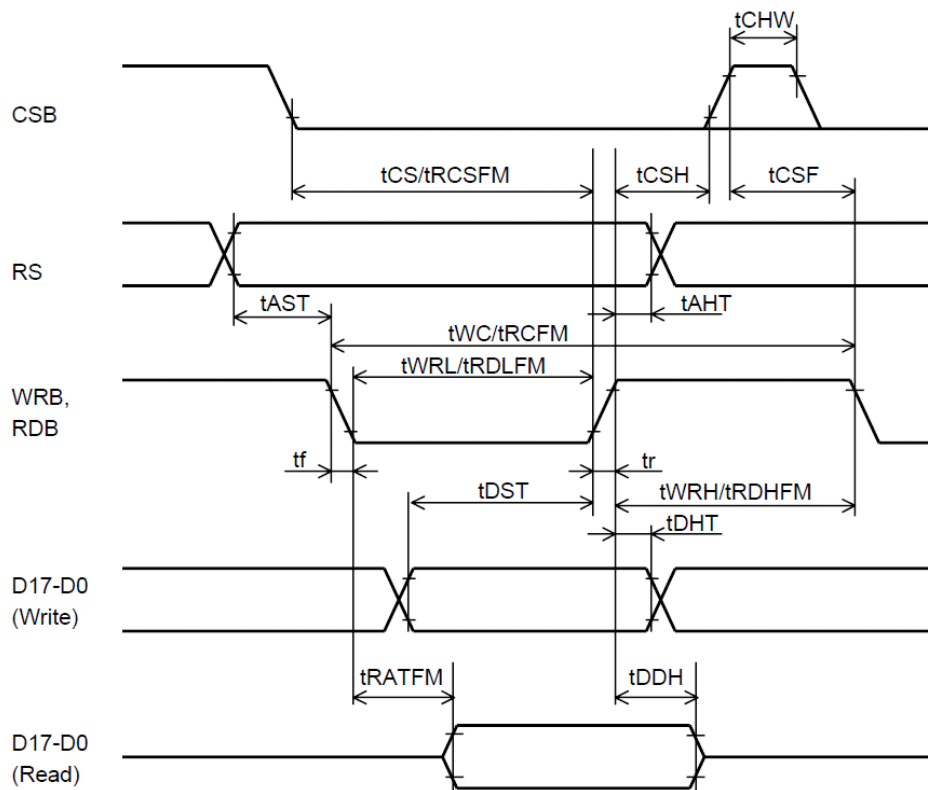 tCHW
CSB
tCS/tRCSFM
tCSH
tCSF
RS
tAST
tAHT
tWC/tRCFM
tWRL/tRDLFM
WRB,
RDB
tf
tr
tDST
tWRH/tRDHFM
tDHT
D17-D0
(Write)
tRATFM
tDDH
D17-D0
(Read)